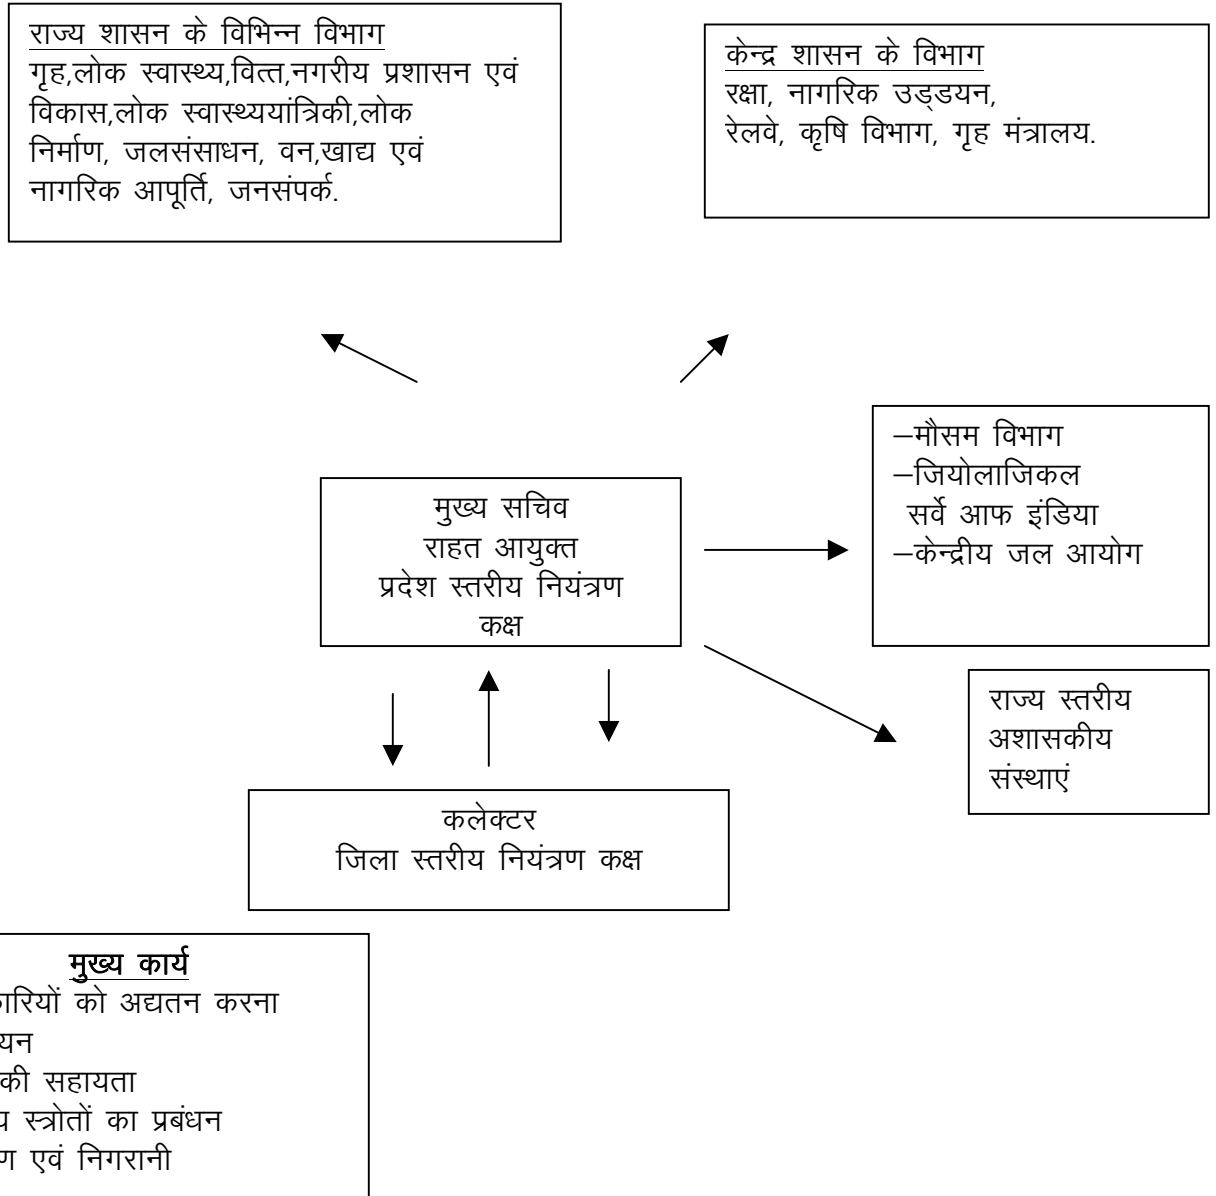 राज्य शासन के विभिन्न विभाग
गृह,लोक स्वास्थ्य,वित्त,नगरीय प्रशासन एवं
विकास,लोक स्वास्थ्ययांत्रिकी,लोक
निर्माण, जलसंसाधन, वन,खाद्य एवं
नागरिक आपूर्ति, जनसंपर्क.
केन्द्र शासन के विभाग
रक्षा, नागरिक उड्डयन,
रेलवे, कृषि विभाग, गृह मंत्रालय.
–मौसम विभाग
–जियोलाजिकल
सर्वे आफ इंडिया
–केन्द्रीय जल आयोग
मुख्य सचिव
राहत आयुक्त
प्रदेश स्तरीय नियंत्रण
कक्ष
राज्य स्तरीय
अशासकीय
संस्थाएं
कलेक्टर
जिला स्तरीय नियंत्रण कक्ष
मुख्य कार्य
को अद्यतन करना
की सहायता
स्त्रोतों का प्रबंधन
एवं निगरानी